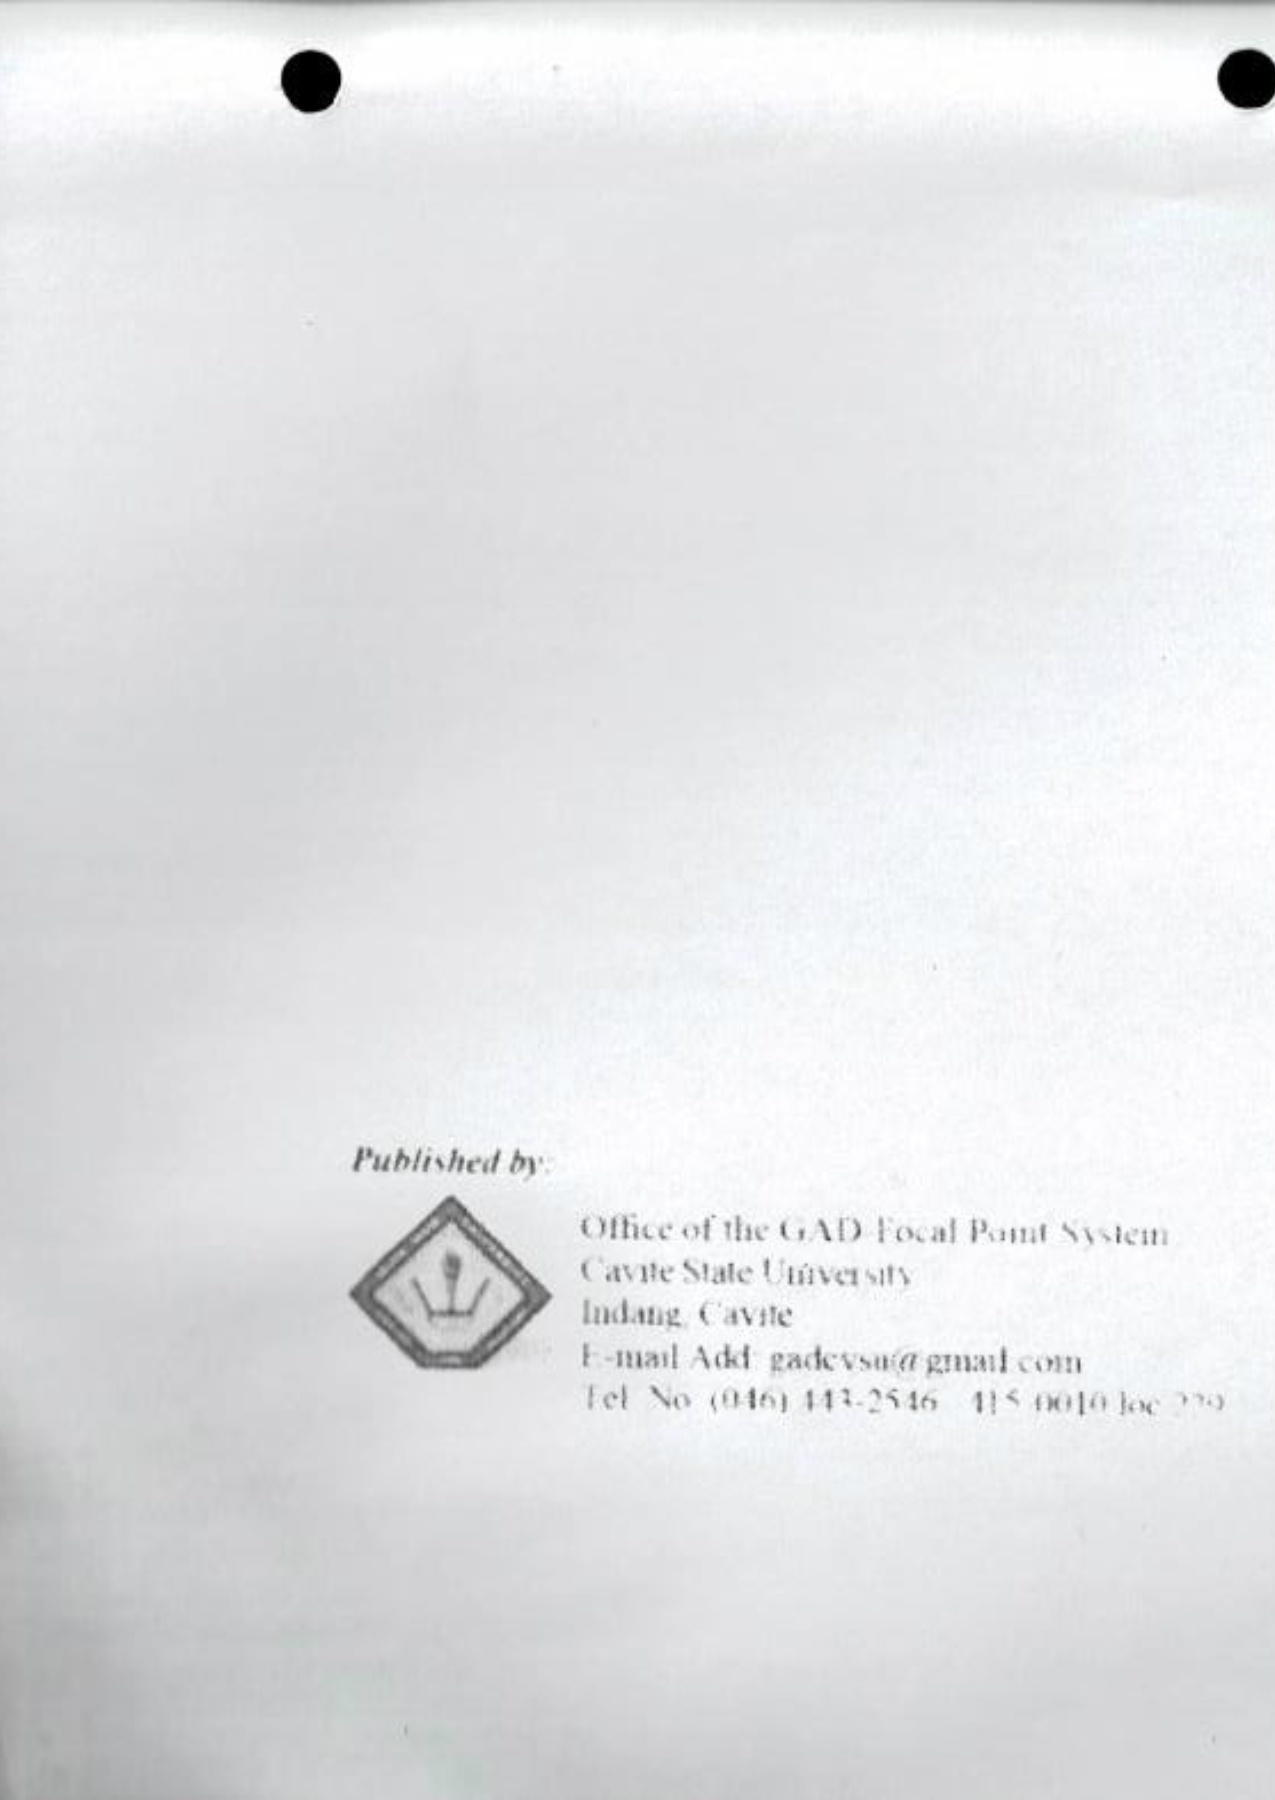 Published by:
Office of the GAD Focal Point System
Cavite State University
Indang, Cavite
E-mail Add: gadcvsu@gmail.com
Tel. No. (046) 443-2546 415-0010 loc